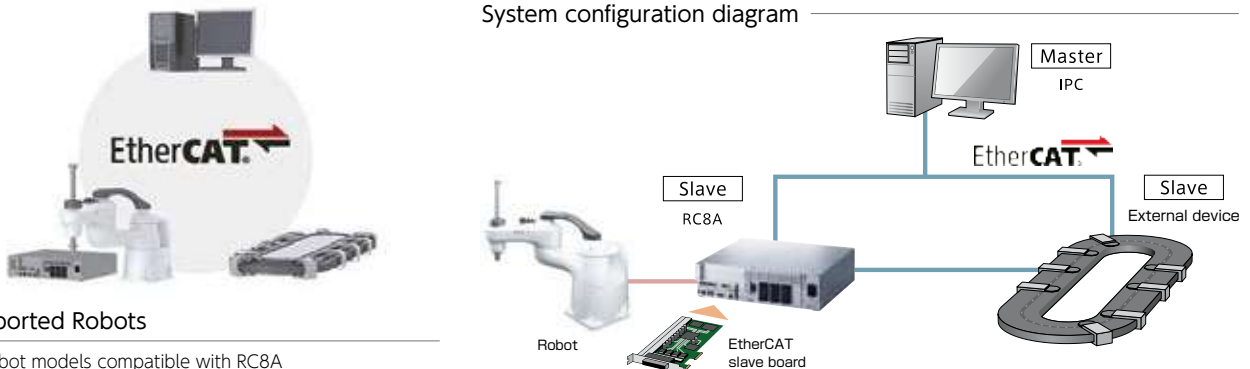 EtherCAT®
ported Robots
bot models compatible with RC8A
System configuration diagram
Master
IPC
EtherCAT®
Slave
RC8A
Slave
External device
Robot
EtherCAT
slave board